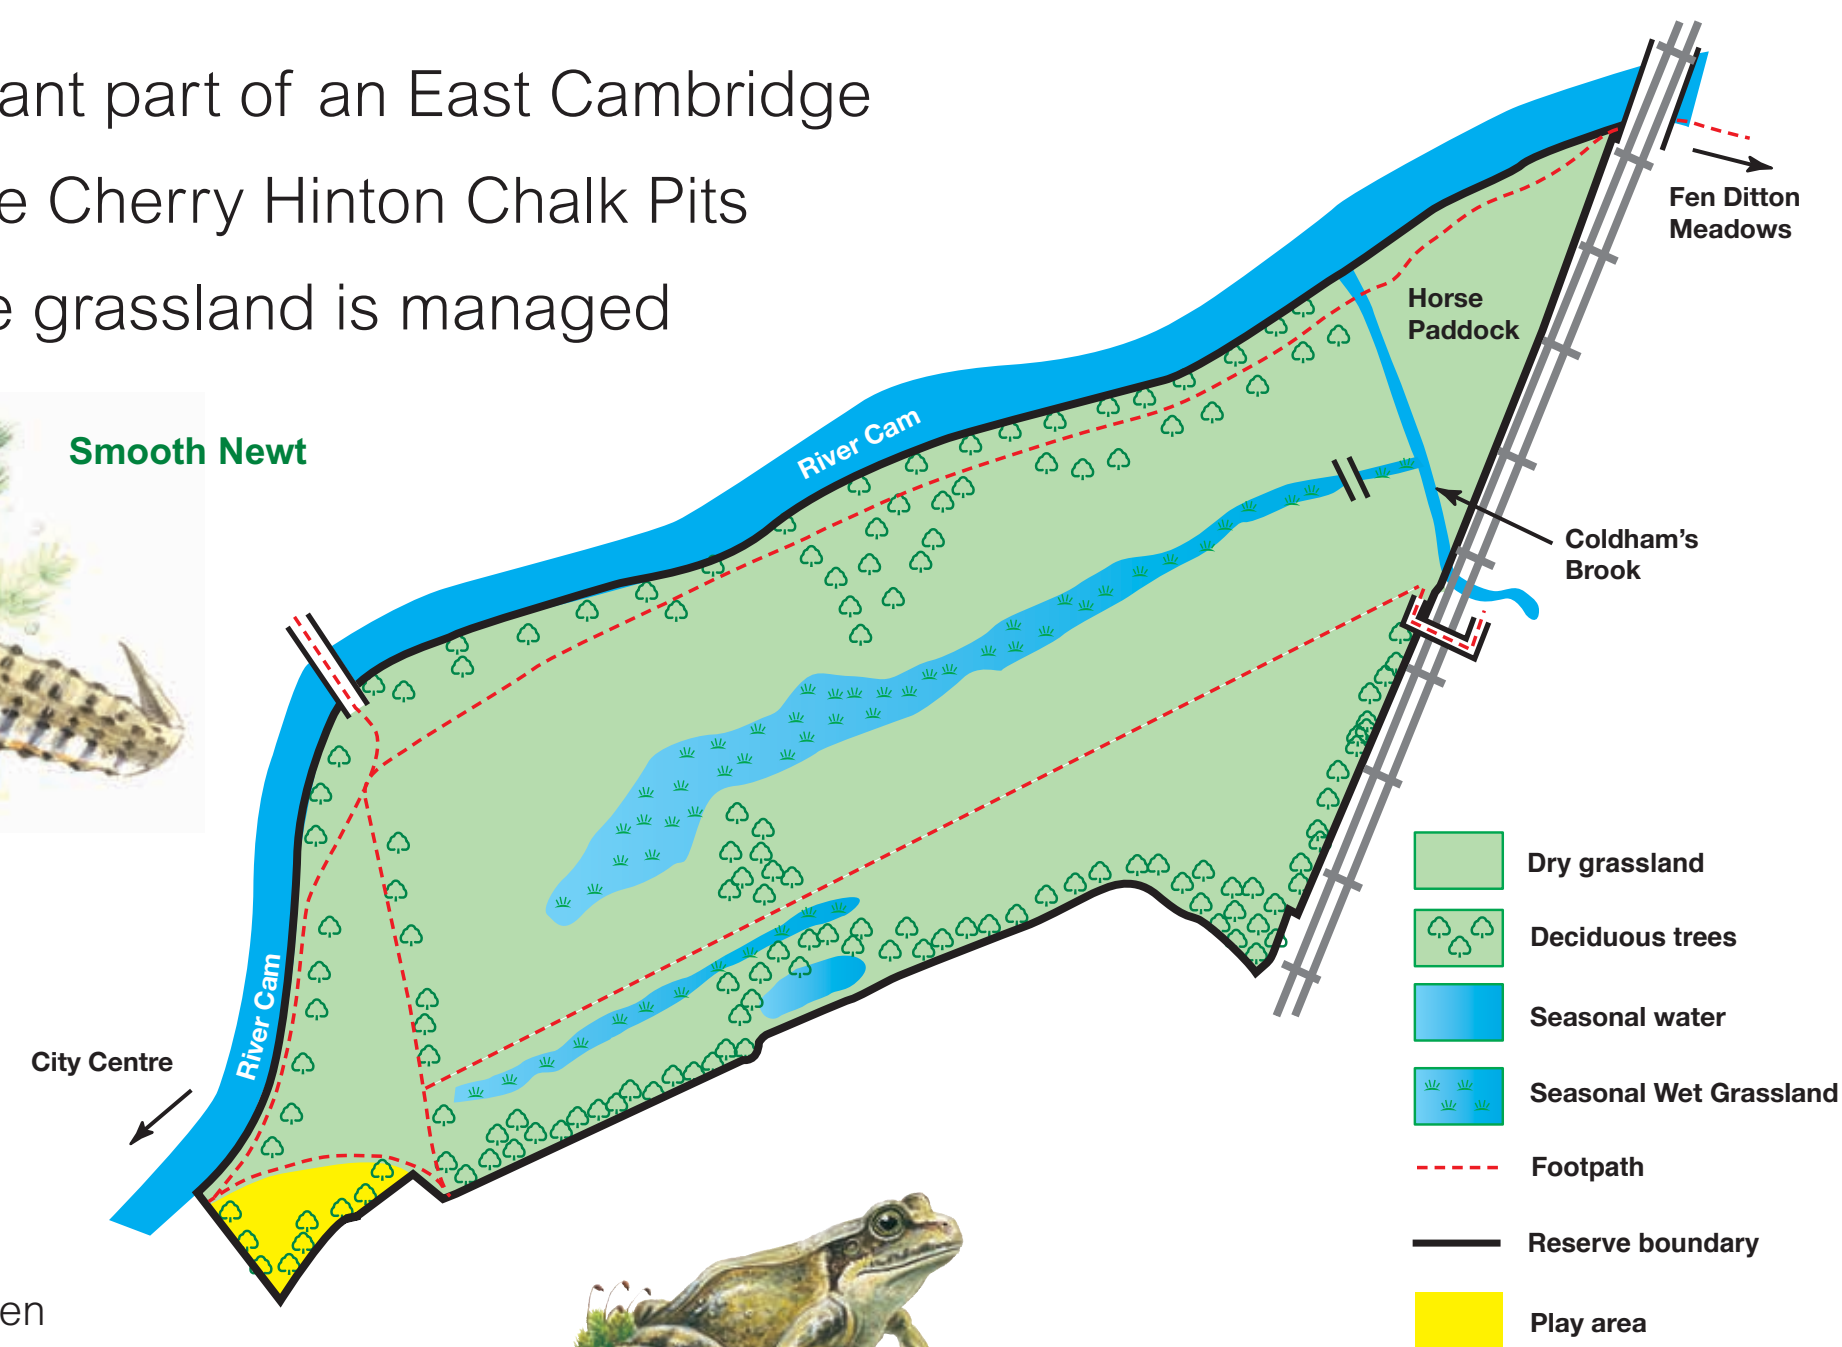 ant part of an East Cambridge
e Cherry Hinton Chalk Pits
e grassland is managed
Smooth Newt
Fen Ditton
Meadows
Horse
Paddock
River Cam
Coldham's
Brook
River Cam
City Centre
Dry grassland
Deciduous trees
Seasonal water
Seasonal Wet Grassland
Footpath
Reserve boundary
Play area
en